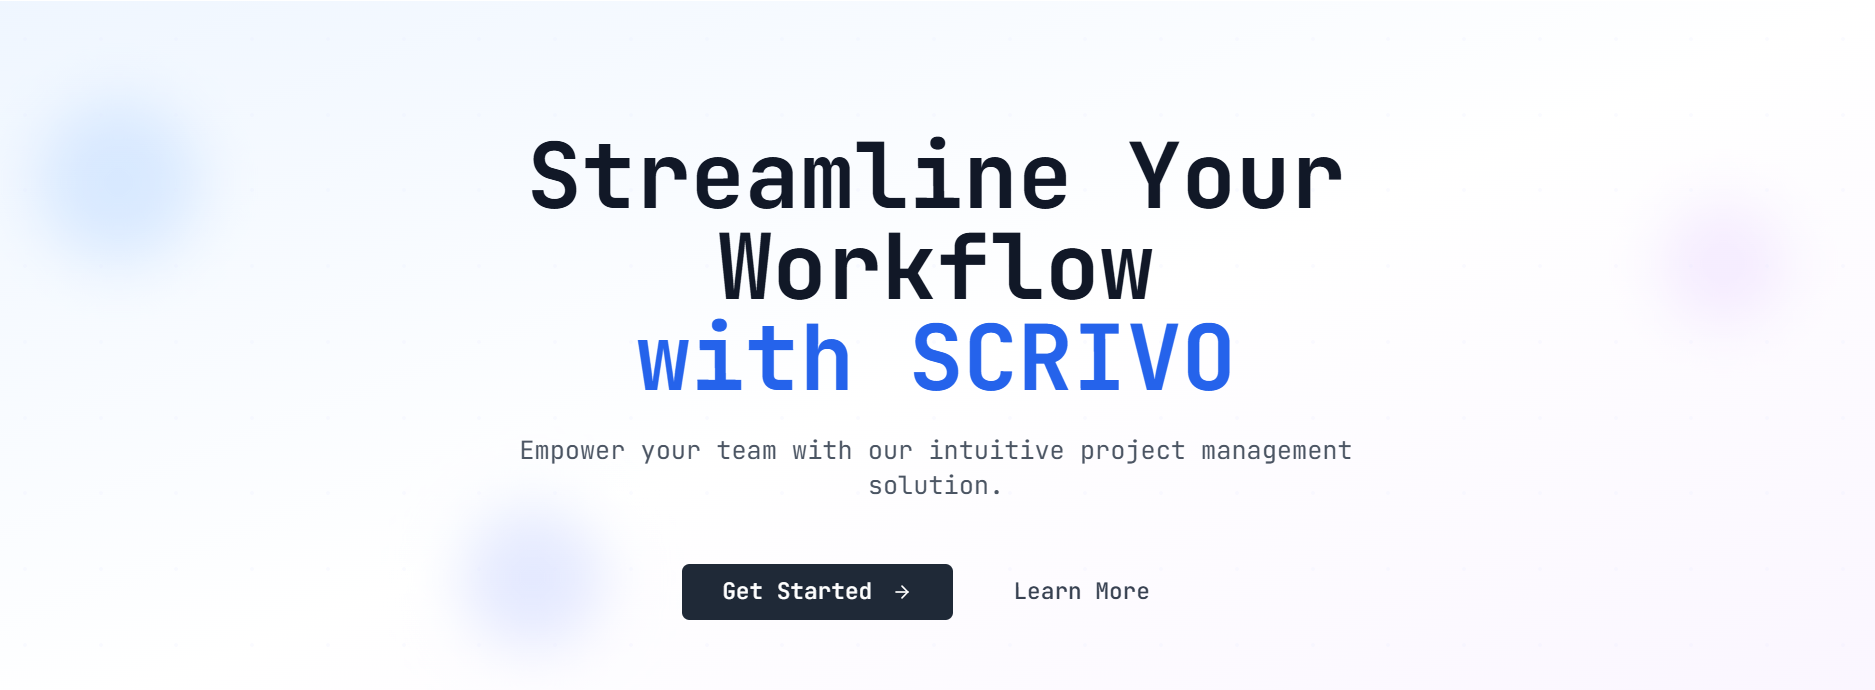 Streamline Your
Workflow
with SCRIVO
Empower your team with our intuitive project management
solution.
Get Started →
Learn More